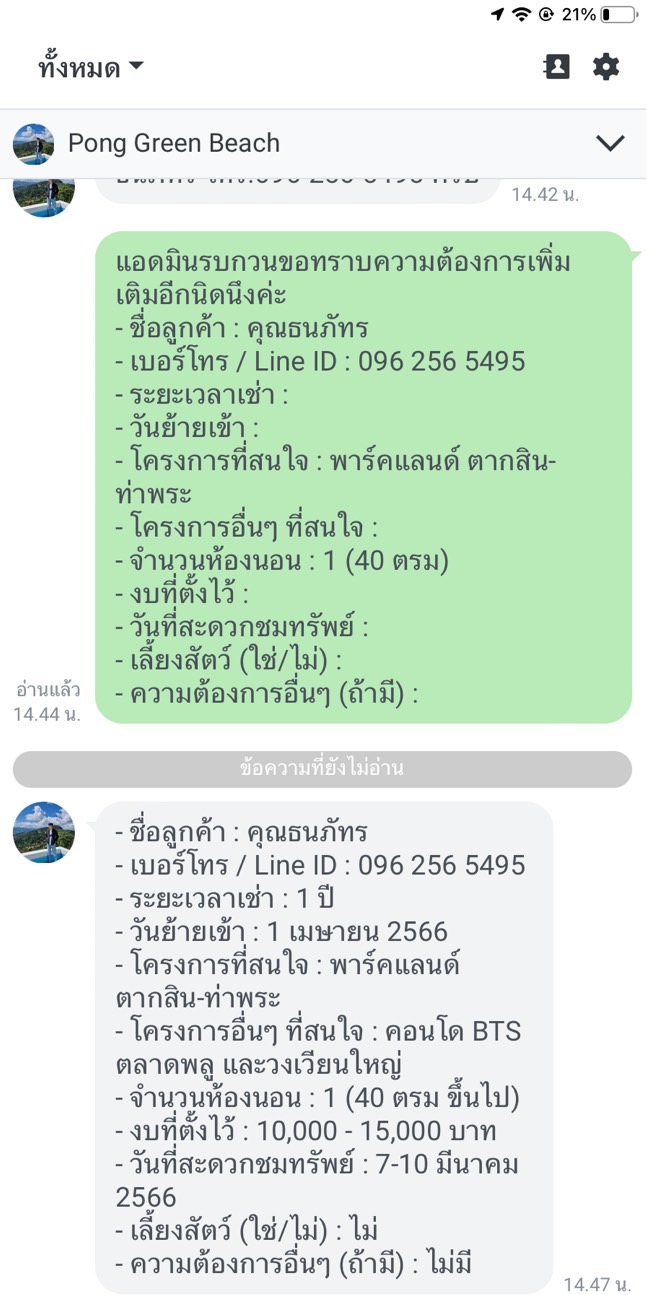 21%
ทั้งหมด
Pong Green Beach
14.42 น.
แอดมินรบกวนขอทราบความต้องการเพิ่ม
เติมอีกนิดนึงค่ะ
- ชื่อลูกค้า : คุณธนภัทร
- เบอร์โทร / Line ID : 096 256 5495
- ระยะเวลาเช่า :
- วันย้ายเข้า :
- โครงการที่สนใจ : พาร์คแลนด์ ตากสิน-
ท่าพระ
- โครงการอื่นๆ ที่สนใจ :
- จำนวนห้องนอน : 1 (40 ตรม)
- งบที่ตั้งไว้ :
- วันที่สะดวกชมทรัพย์ :
- เลี้ยงสัตว์ (ใช่/ไม่) :
- ความต้องการอื่นๆ (ถ้ามี) :
อ่านแล้ว
14.44 น.
ข้อความที่ยังไม่อ่าน
- ชื่อลูกค้า : คุณธนภัทร
- เบอร์โทร / Line ID : 096 256 5495
- ระยะเวลาเช่า : 1 ปี
- วันย้ายเข้า : 1 เมษายน 2566
- โครงการที่สนใจ : พาร์คแลนด์
ตากสิน-ท่าพระ
- โครงการอื่นๆ ที่สนใจ : คอนโด BTS
ตลาดพลู และวงเวียนใหญ่
- จำนวนห้องนอน : 1 (40 ตรม ขึ้นไป)
- งบที่ตั้งไว้ : 10,000 - 15,000 บาท
- วันที่สะดวกชมทรัพย์ : 7-10 มีนาคม
2566
- เลี้ยงสัตว์ (ใช่/ไม่) : ไม่
- ความต้องการอื่นๆ (ถ้ามี) : ไม่มี
14.47 น.